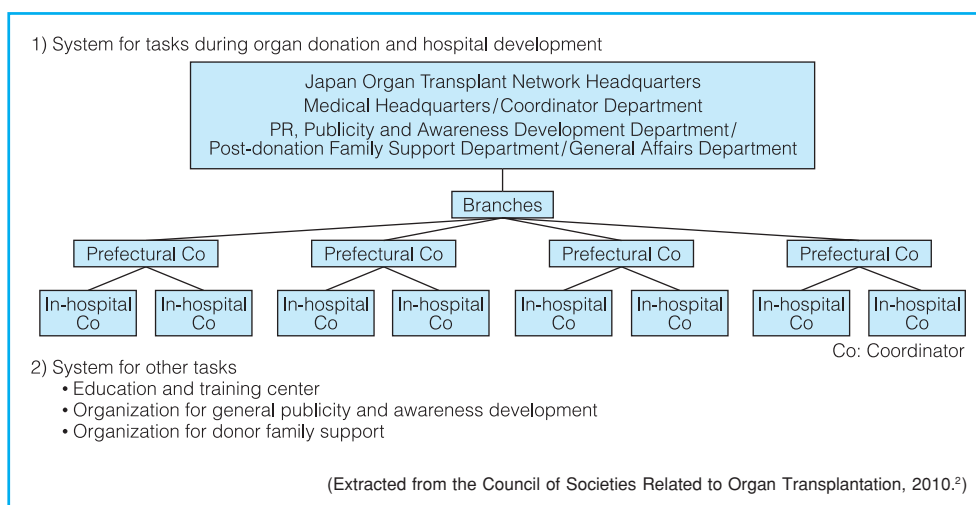 1) System for tasks during organ donation and hospital development
Japan Organ Transplant Network Headquarters
Medical Headquarters/Coordinator Department
PR, Publicity and Awareness Development Department/
Post-donation Family Support Department/General Affairs Department
Branches
Prefectural Co
Prefectural Co
Prefectural Co
Prefectural Co
In-hospital
Co
In-hospital
Co
In-hospital
Co
In-hospital
Co
In-hospital
Co
In-hospital
Co
In-hospital
Co
In-hospital
Co
Co: Coordinator
2) System for other tasks
• Education and training center
• Organization for general publicity and awareness development
• Organization for donor family support
(Extracted from the Council of Societies Related to Organ Transplantation, 2010.²)